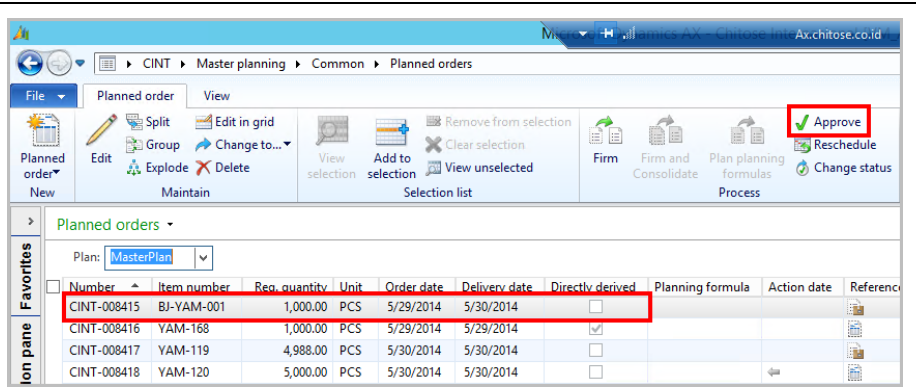 Microsoft Dynamics AX - Chitose Inte
Ax.chitose.co.id
CINT ▸ Master planning ▸ Common ▸ Planned orders
File Planned order View
Planned order
New
Edit
Split
Group
Explode
Edit in grid
Change to...
Delete
Maintain
View selection
Add to selection
Remove from selection
Clear selection
View unselected
Selection list
Firm
Firm and Consolidate
Plan planning formulas
Approve
Reschedule
Change status
Process
Favorites
Planned orders
Plan: MasterPlan
Number Item number Req. quantity Unit Order date Delivery date Directly derived Planning formula Action date Reference
CINT-008415 BJ-YAM-001 1,000.00 PCS 5/29/2014 5/30/2014
CINT-008416 YAM-168 1,000.00 PCS 5/29/2014 5/29/2014
CINT-008417 YAM-119 4,988.00 PCS 5/30/2014 5/30/2014
CINT-008418 YAM-120 5,000.00 PCS 5/30/2014 5/30/2014
ion pane